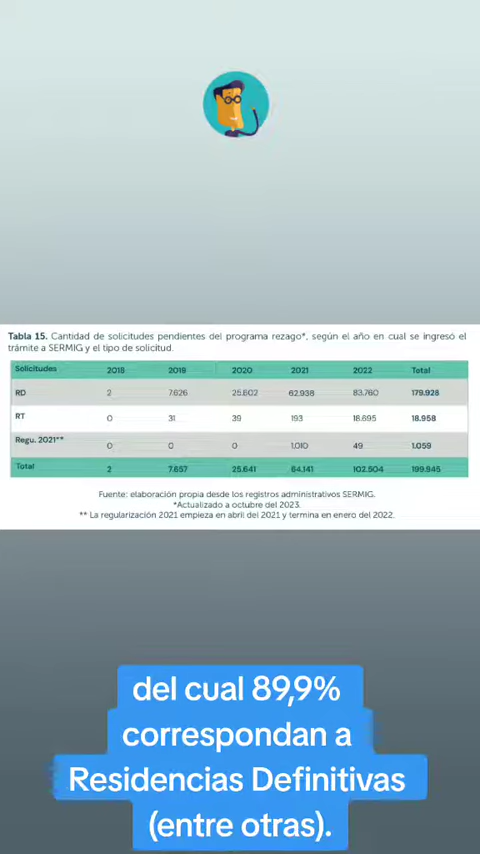 Tabla 15. Cantidad de solicitudes pendientes del programa rezago*, según el año en cual se ingresó el
trámite a SERMIG y el tipo de solicitud.
Solicitudes 2018 2019 2020 2021 2022 Total
RD 2 7.626 25.602 62.938 83.760 179.928
RT 0 31 39 193 18.695 18.958
Regu. 2021** 0 0 0 1.010 49 1.059
Total 2 7.657 25.641 64.141 102.504 199.945
Fuente: elaboración propia desde los registros administrativos SERMIG.
*Actualizado a octubre del 2023.
** La regularización 2021 empieza en abril del 2021 y termina en enero del 2022.
del cual 89,9%
correspondan a
Residencias Definitivas
(entre otras).